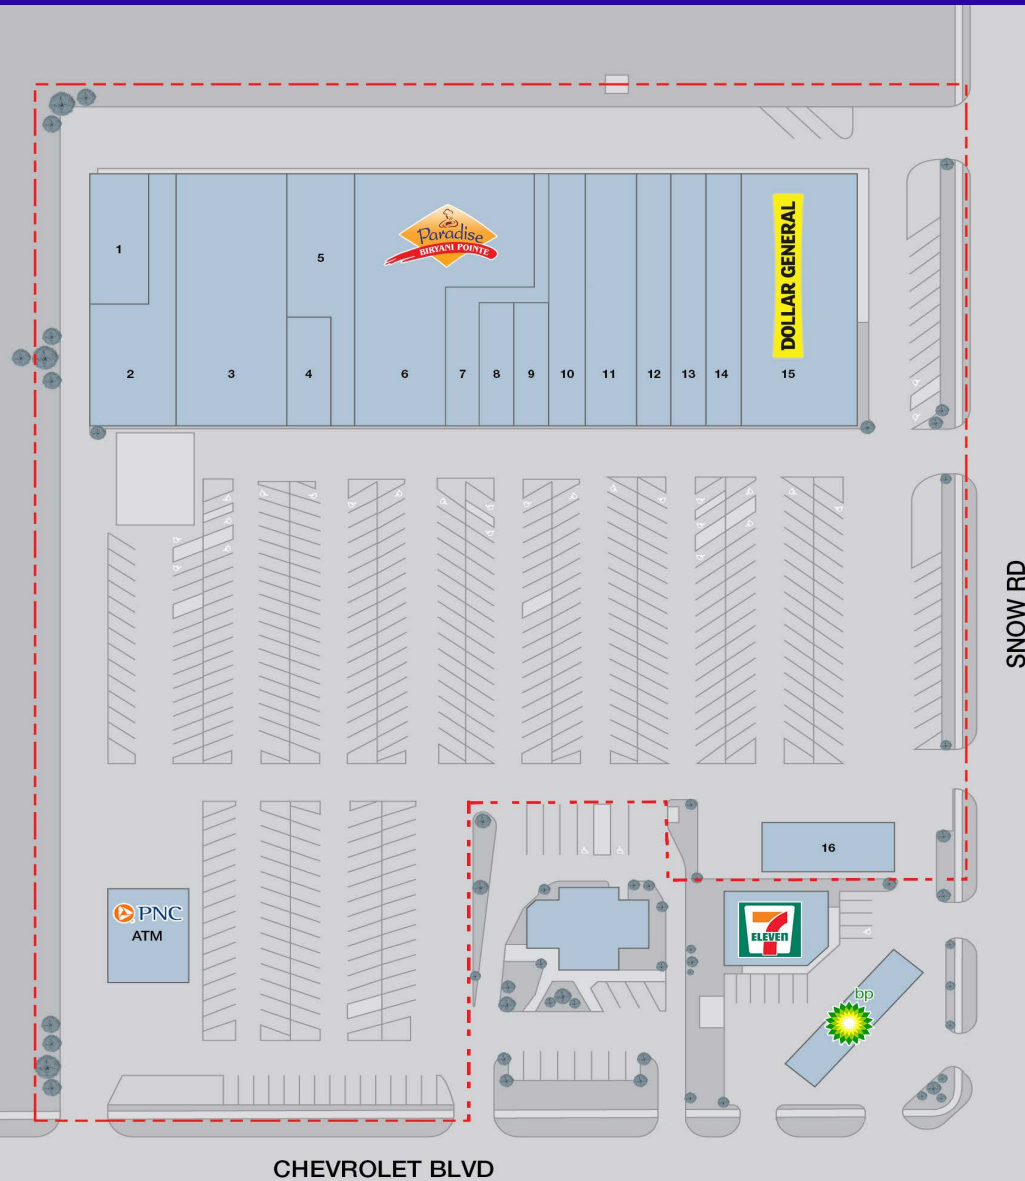 Paradise
BIRYANI POINTE
DOLLAR GENERAL
1
5
2
3
4
6
7
8
9
10
11
12
13
14
15
SNOW RD
16
PNC
ATM
7
ELEVEN
bp
CHEVROLET BLVD